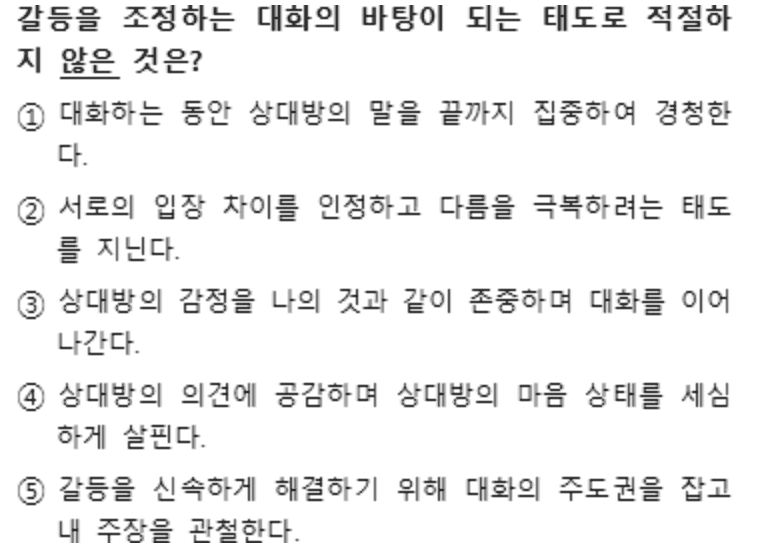 갈등을 조정하는 대화의 바탕이 되는 태도로 적절하
지 않은 것은?
① 대화하는 동안 상대방의 말을 끝까지 집중하여 경청한
다.
② 서로의 입장 차이를 인정하고 다름을 극복하려는 태도
를 지닌다.
③ 상대방의 감정을 나의 것과 같이 존중하며 대화를 이어
나간다.
④ 상대방의 의견에 공감하며 상대방의 마음 상태를 세심
하게 살핀다.
⑤ 갈등을 신속하게 해결하기 위해 대화의 주도권을 잡고
내 주장을 관철한다.